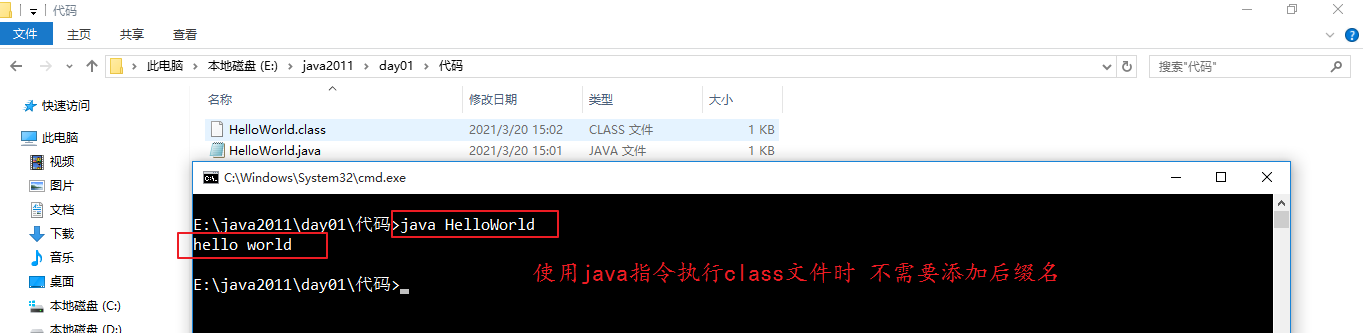 代码
文件 主页 共享 查看
此电脑 本地磁盘 (E:) java2011 day01 代码 搜索"代码"
名称 修改日期 类型 大小
快速访问
HelloWorld.class 2021/3/20 15:02 CLASS 文件 1 KB
此电脑
HelloWorld.java 2021/3/20 15:01 JAVA 文件 1 KB
视频
图片
文档
下载
音乐
桌面
本地磁盘 (C:)
本地磁盘 (D:)
C:\Windows\System32\cmd.exe
E:\java2011\day01\代码>java HelloWorld
hello world
使用java指令执行class文件时 不需要添加后缀名
E:\java2011\day01\代码>